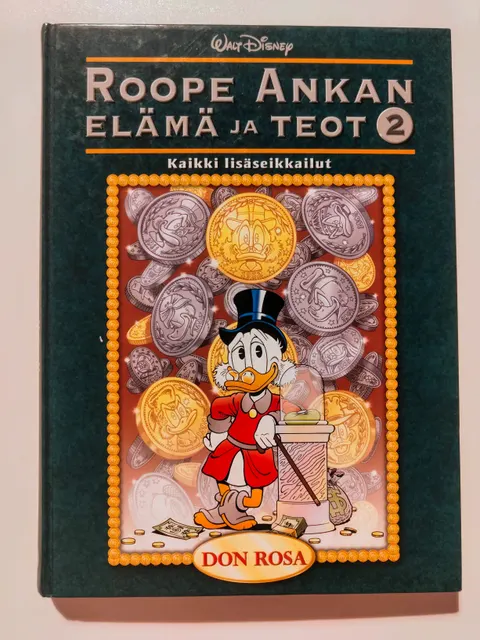 Walt Disney
ROOPE ANKAN
ELÄMÄ JA TEOT 2
Kaikki lisäseikkailut
DON ROSA